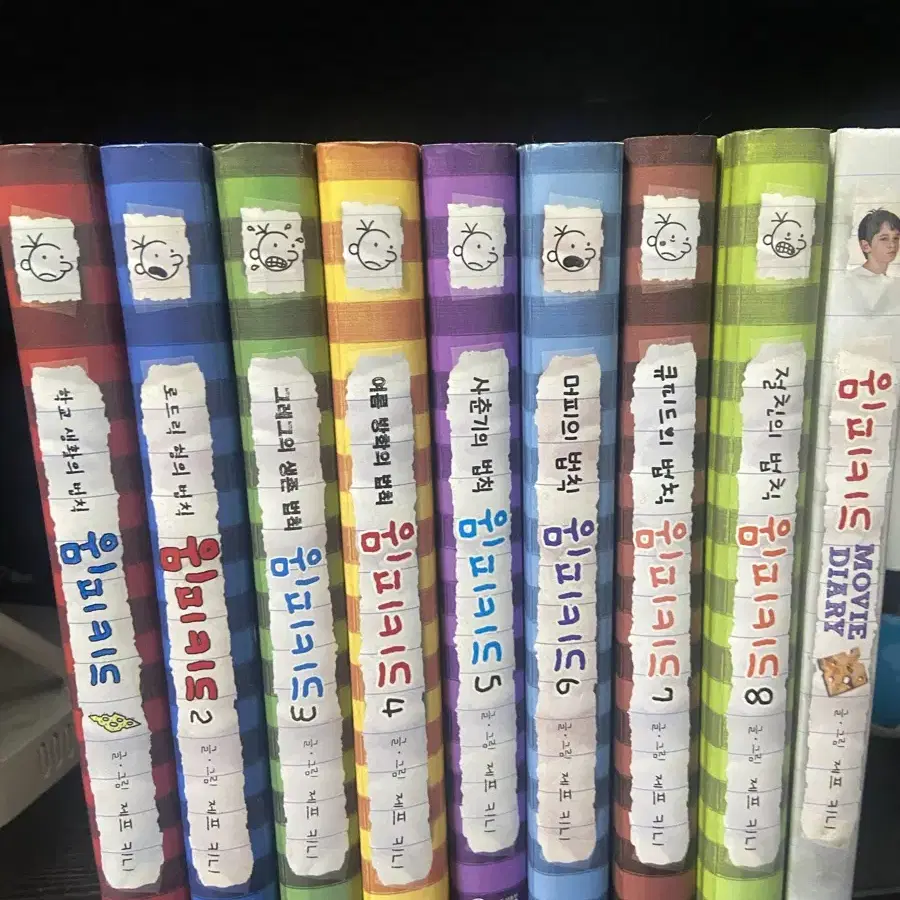 학교 생활의 법칙 윔피키드 글·그림 제프 키니
로드릭 형의 법칙 윔피키드 2 글·그림 제프 키니
그레그의 생존 법칙 윔피키드 3 글·그림 제프 키니
여름 방학의 법칙 윔피키드 4 글·그림 제프 키니
사춘기의 법칙 윔피키드 5 글·그림 제프 키니
머피의 법칙 윔피키드 6 글·그림 제프 키니
큐피드의 법칙 윔피키드 7 글·그림 제프 키니
절친의 법칙 윔피키드 8 글·그림 제프 키니
윔피키드 MOVIE DIARY 글·그림 제프 키니